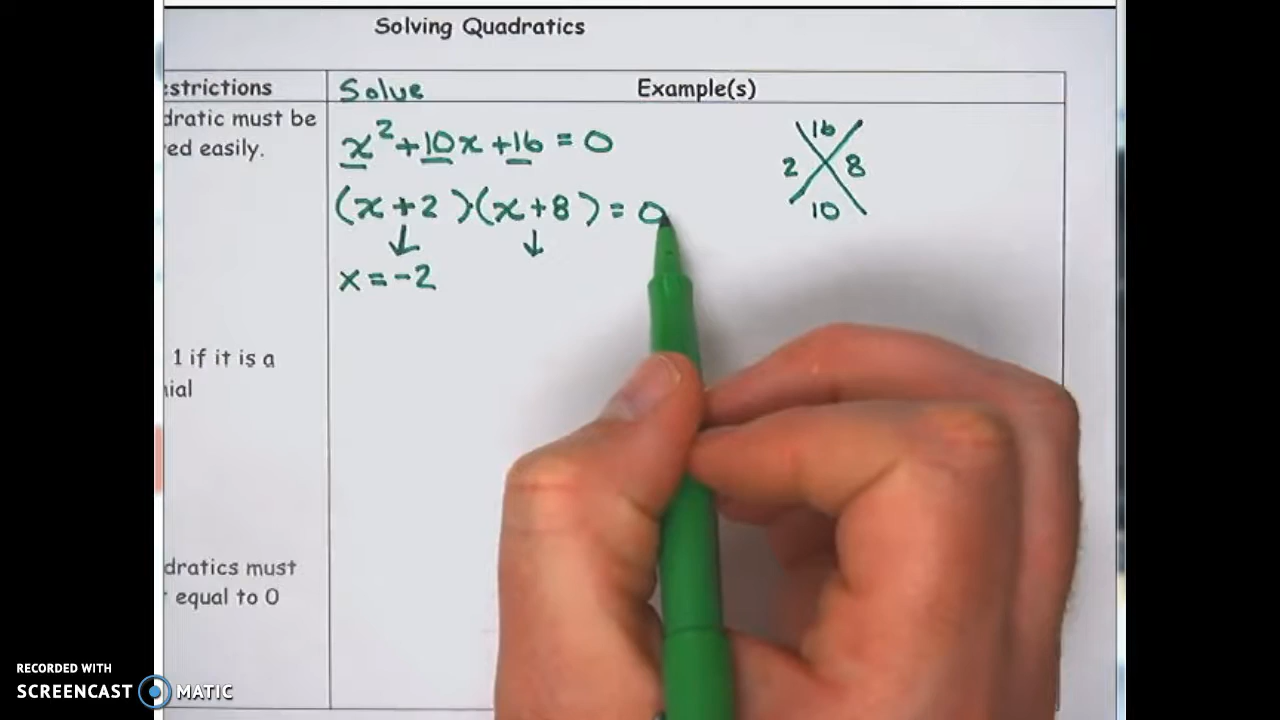 Solving Quadratics
strictions
Solve Example(s)
dratic must be
ed easily.
x² + 10x + 16 = 0
(x + 2)(x + 8) = 0
x = -2
16
2 8
10
1 if it is a
ial
dratics must
equal to 0
RECORDED WITH
SCREENCAST MATIC